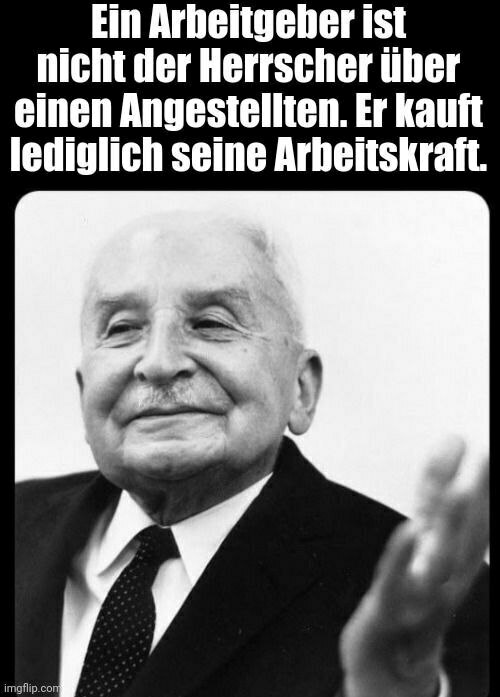 Ein Arbeitgeber ist
nicht der Herrscher über
einen Angestellten. Er kauft
lediglich seine Arbeitskraft.
imgflip.com